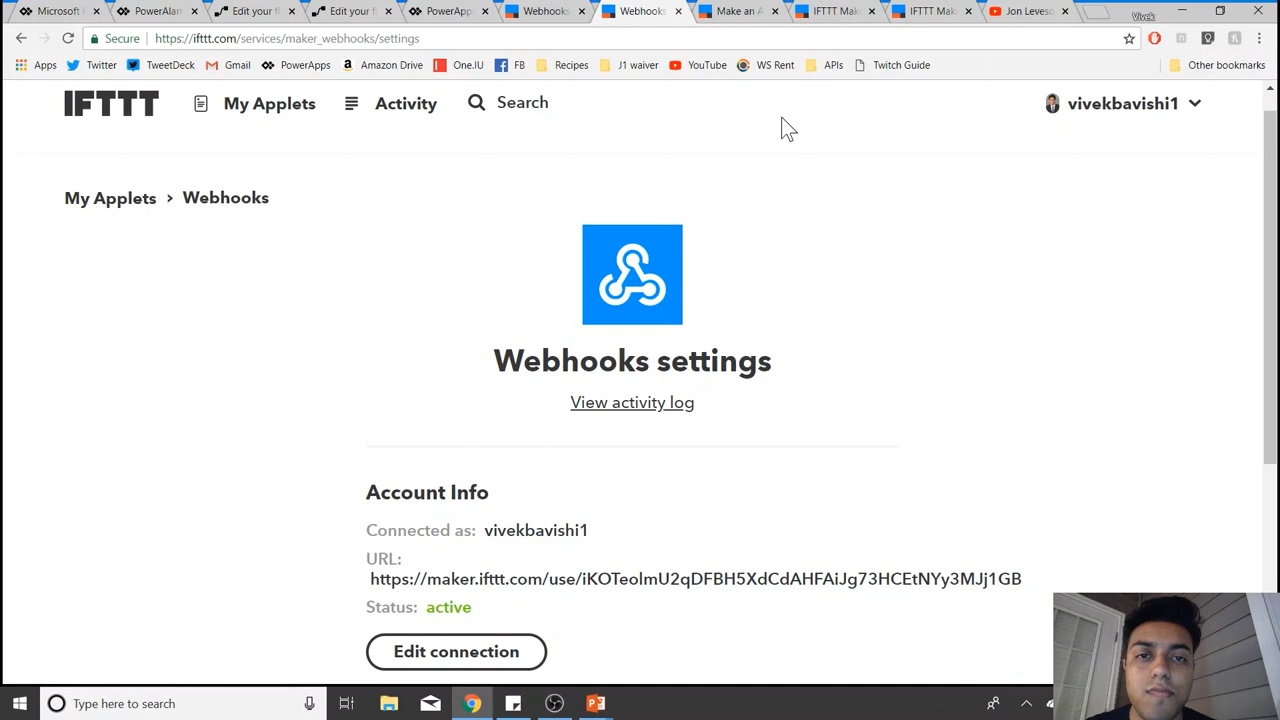 Microsoft
PowerAlar
Edit your f
Edit your fl
PowerApps
Webhooks
Webhooks
Make an A
IFTTT Mak
IFTTT Mak
Jon Levesq
Vivek
Secure
https://ifttt.com/services/maker_webhooks/settings
Apps
Twitter
TweetDeck
Gmail
PowerApps
Amazon Drive
One.IU
FB
Recipes
J1 waiver
YouTube
WS Rent
APIs
Twitch Guide
Other bookmarks
IFTTT
My Applets
Activity
Search
vivekbavishi1
My Applets › Webhooks
Webhooks settings
View activity log
Account Info
Connected as: vivekbavishi1
URL:
https://maker.ifttt.com/use/iKOTeolmU2qDFBH5XdCdAHFAiJg73HCEtNYy3MJj1GB
Status: active
Edit connection
Type here to search